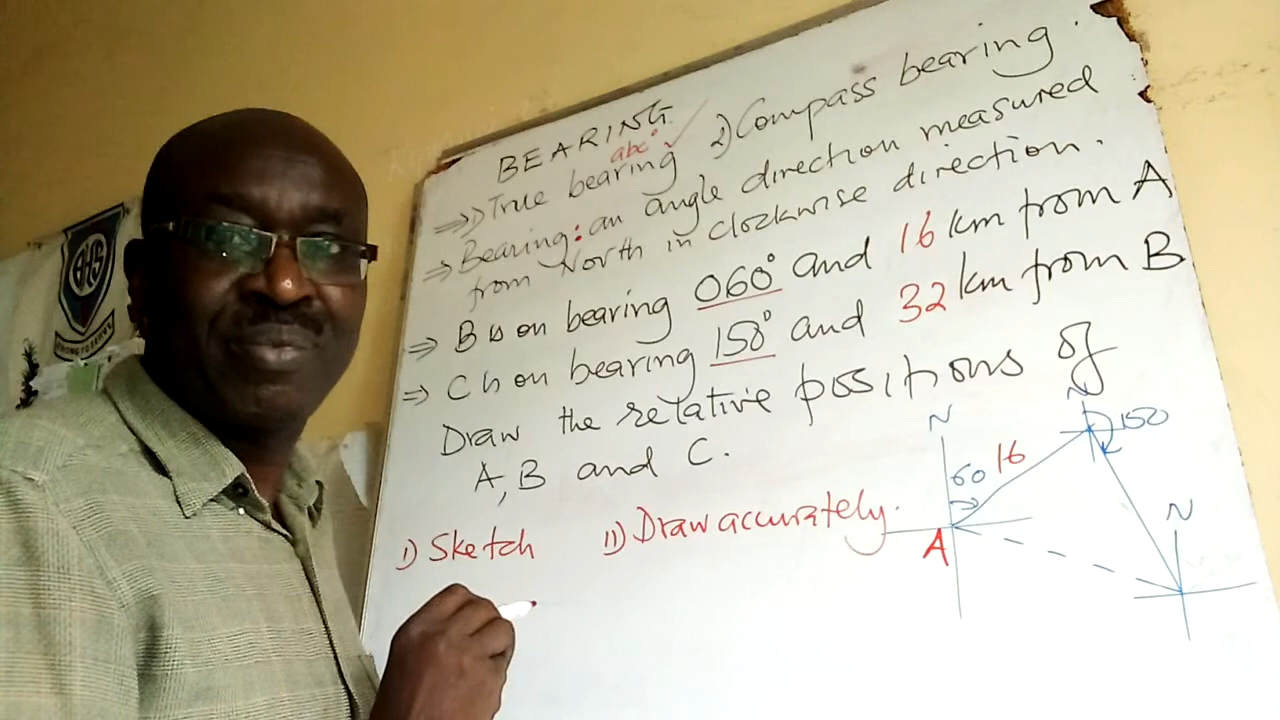 BEARING
abc°
⇒ 1) True bearing ✓ 2) Compass bearing.
⇒ Bearing: an angle direction measured
from North in clockwise direction.
⇒ B is on bearing 060° and 16 km from A
⇒ C is on bearing 150° and 32 km from B
Draw the relative positions of
A, B and C.
i) Sketch ii) Draw accurately.
N
N
150
60 16
N
A
BHS